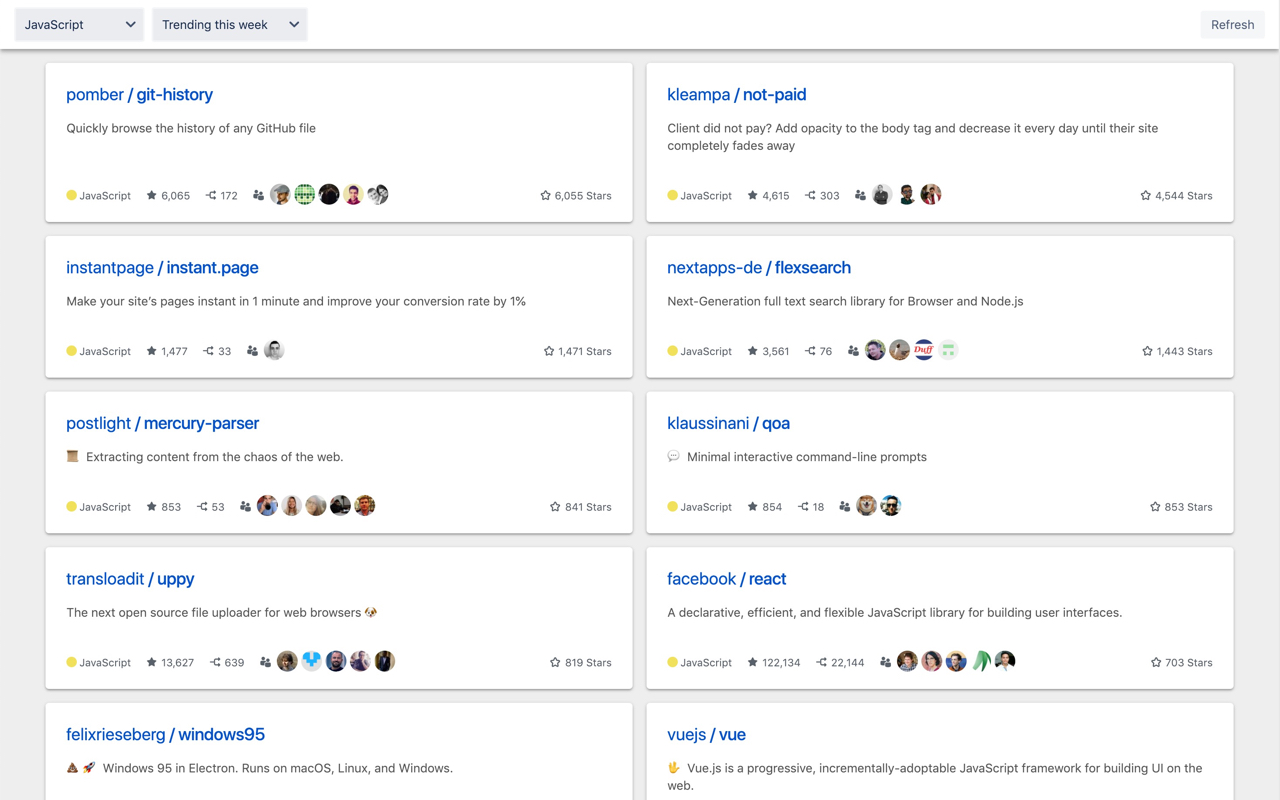 JavaScript
Trending this week
Refresh
pomber / git-history
Quickly browse the history of any GitHub file
JavaScript 6,065 172 6,055 Stars
kleampa / not-paid
Client did not pay? Add opacity to the body tag and decrease it every day until their site
completely fades away
JavaScript 4,615 303 4,544 Stars
instantpage / instant.page
Make your site’s pages instant in 1 minute and improve your conversion rate by 1%
JavaScript 1,477 33 1,471 Stars
nextapps-de / flexsearch
Next-Generation full text search library for Browser and Node.js
JavaScript 3,561 76 Duff 1,443 Stars
postlight / mercury-parser
📜 Extracting content from the chaos of the web.
JavaScript 853 53 841 Stars
klaussinani / qoa
💬 Minimal interactive command-line prompts
JavaScript 854 18 853 Stars
transloadit / uppy
The next open source file uploader for web browsers 🐶
JavaScript 13,627 639 819 Stars
facebook / react
A declarative, efficient, and flexible JavaScript library for building user interfaces.
JavaScript 122,134 22,144 703 Stars
felixrieseberg / windows95
💩🚀 Windows 95 in Electron. Runs on macOS, Linux, and Windows.
vuejs / vue
🖖 Vue.js is a progressive, incrementally-adoptable JavaScript framework for building UI on the
web.